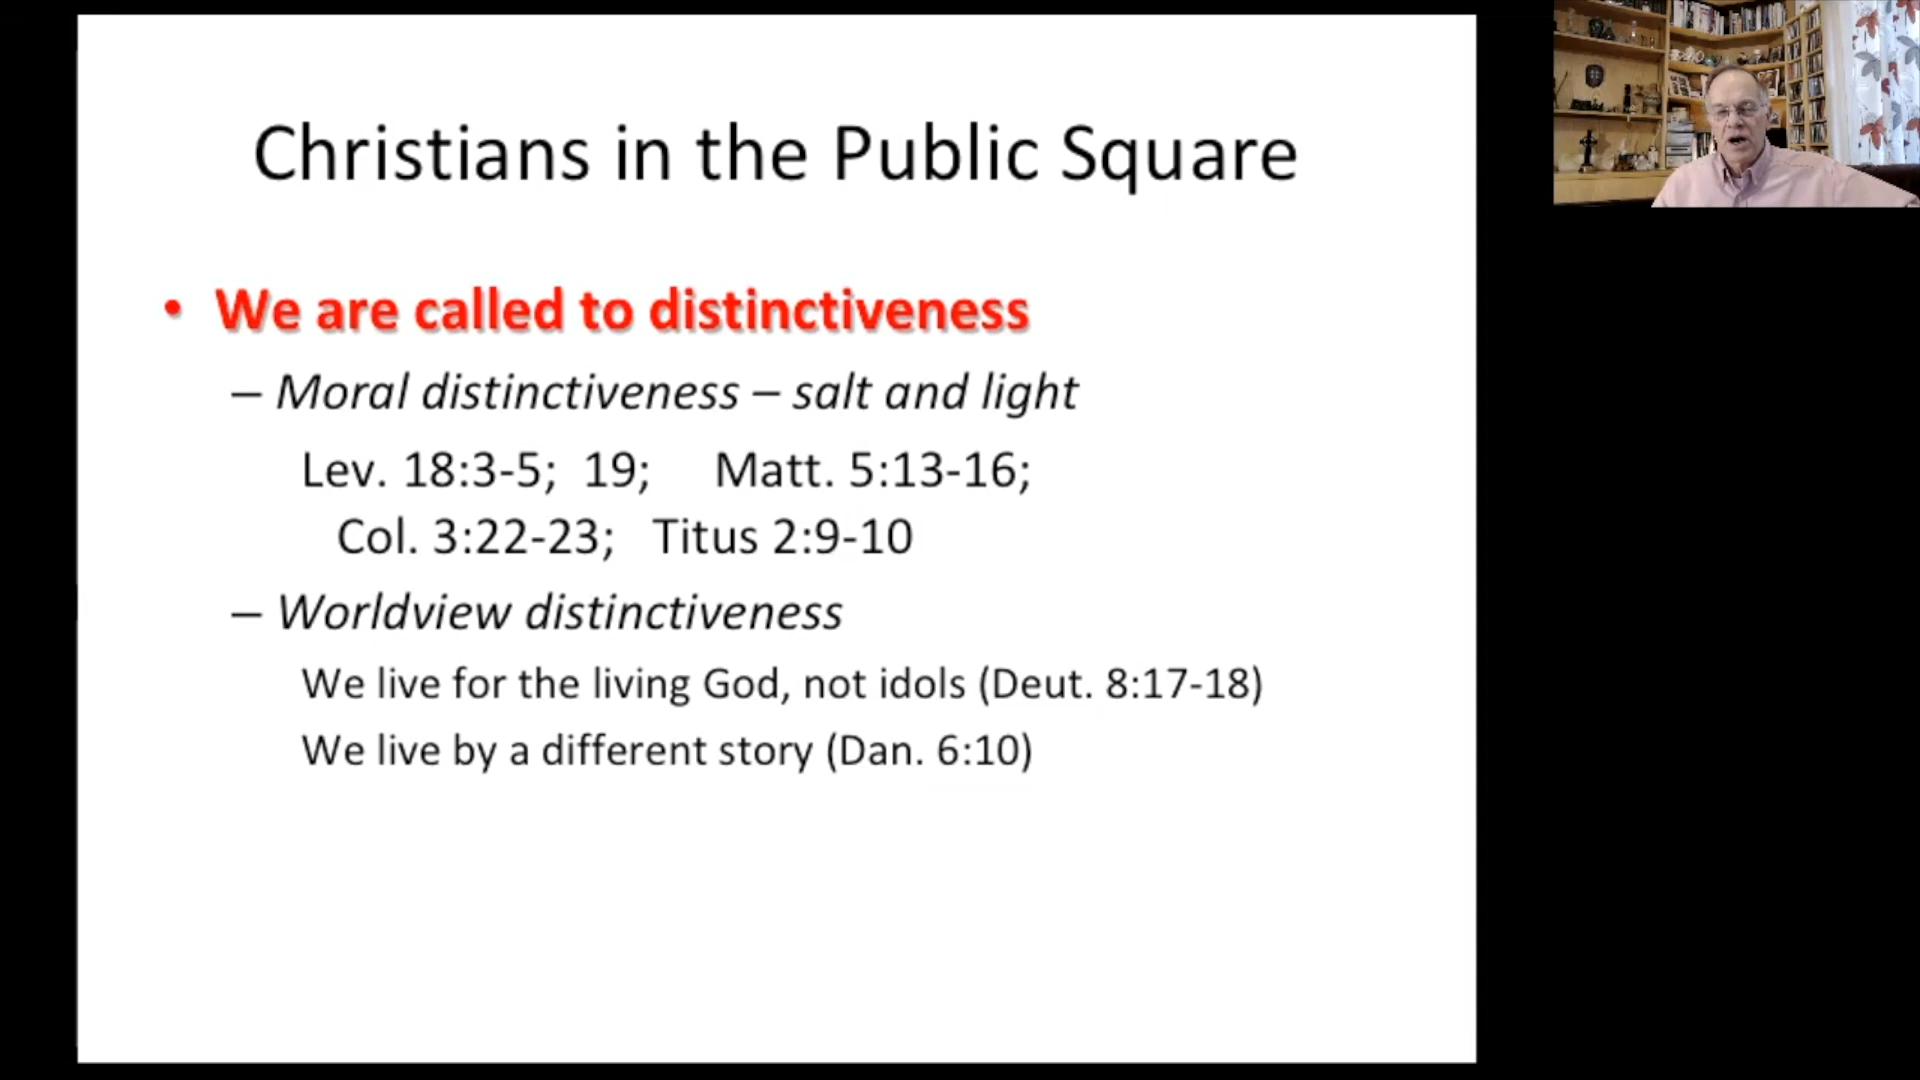 Christians in the Public Square
• We are called to distinctiveness
– Moral distinctiveness – salt and light
Lev. 18:3-5; 19; Matt. 5:13-16;
Col. 3:22-23; Titus 2:9-10
– Worldview distinctiveness
We live for the living God, not idols (Deut. 8:17-18)
We live by a different story (Dan. 6:10)